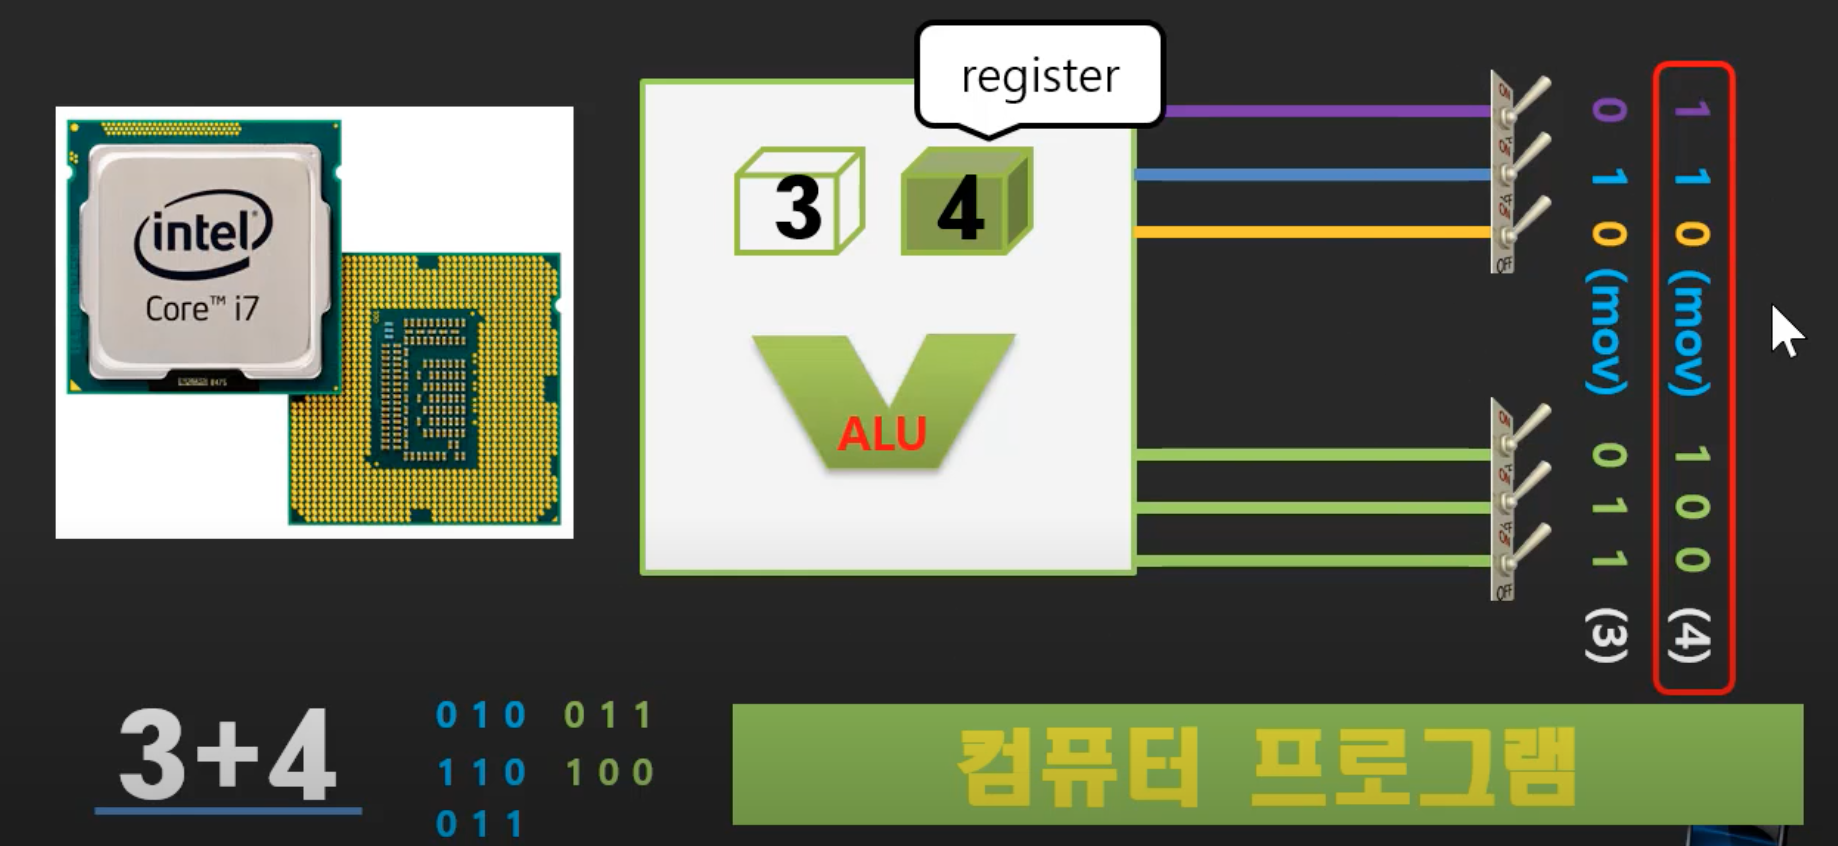 register
intel®
Core™ i7
3
4
ALU
ON
ON
ON
OFF
ON
ON
ON
OFF
0 1 0 (mov) 0 1 1 (3)
1 1 0 (mov) 1 0 0 (4)
3+4
0 1 0 0 1 1
1 1 0 1 0 0
0 1 1
컴퓨터 프로그램